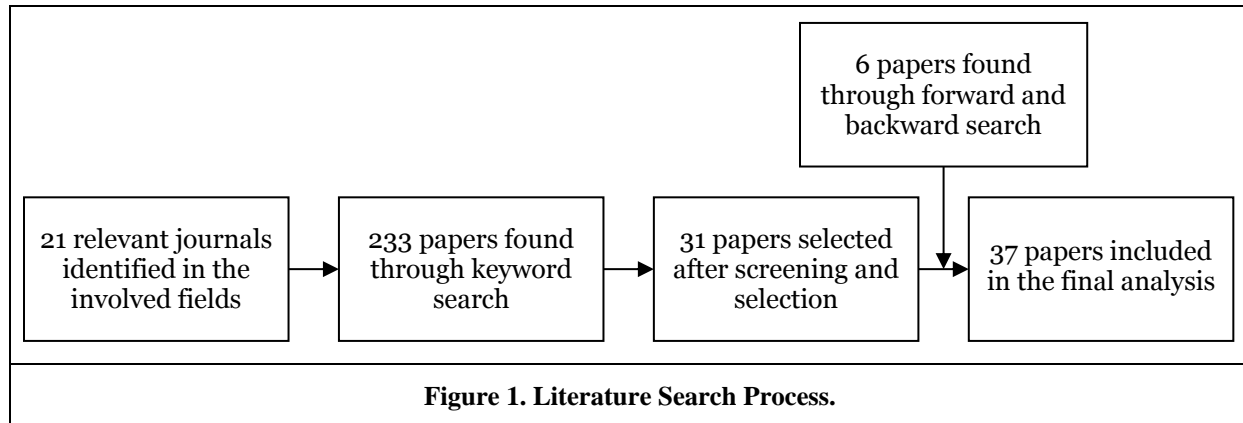 6 papers found
through forward and
backward search
21 relevant journals
identified in the
involved fields
233 papers found
through keyword
search
31 papers selected
after screening and
selection
37 papers included
in the final analysis
Figure 1. Literature Search Process.